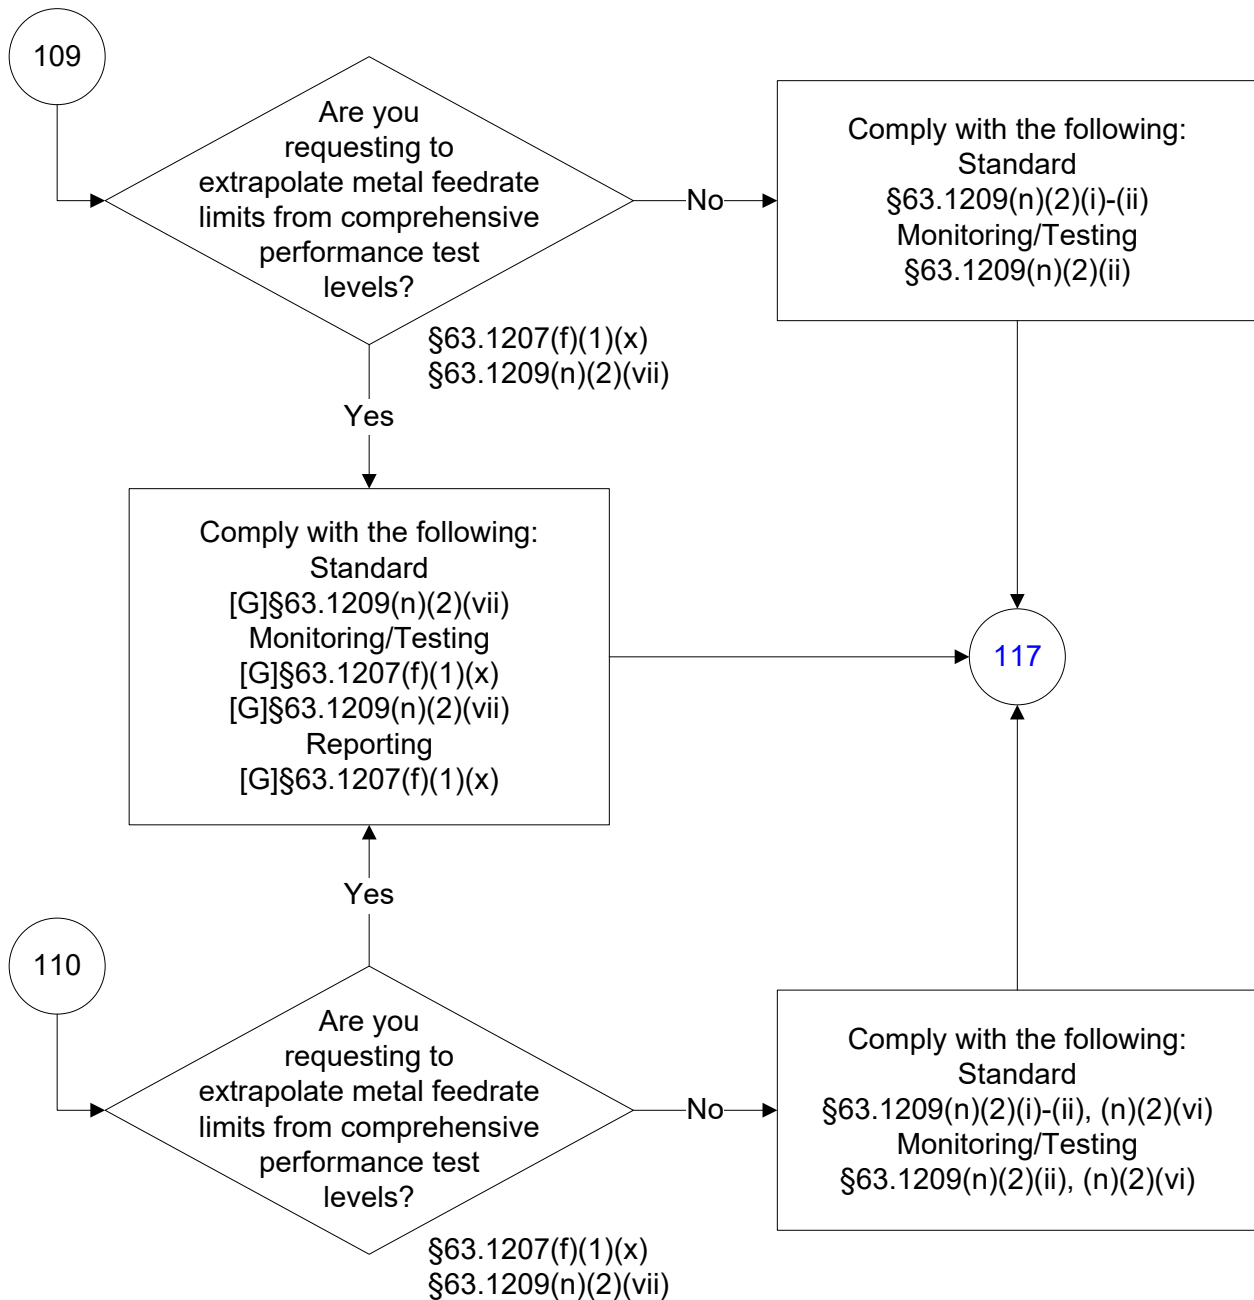 109
Are you
requesting to
extrapolate metal feedrate
limits from comprehensive
performance test
levels?
§63.1207(f)(1)(x)
§63.1209(n)(2)(vii)
No
Comply with the following:
Standard
§63.1209(n)(2)(i)-(ii)
Monitoring/Testing
§63.1209(n)(2)(ii)
Yes
Comply with the following:
Standard
[G]§63.1209(n)(2)(vii)
Monitoring/Testing
[G]§63.1207(f)(1)(x)
[G]§63.1209(n)(2)(vii)
Reporting
[G]§63.1207(f)(1)(x)
117
Yes
110
Are you
requesting to
extrapolate metal feedrate
limits from comprehensive
performance test
levels?
§63.1207(f)(1)(x)
§63.1209(n)(2)(vii)
No
Comply with the following:
Standard
§63.1209(n)(2)(i)-(ii), (n)(2)(vi)
Monitoring/Testing
§63.1209(n)(2)(ii), (n)(2)(vi)